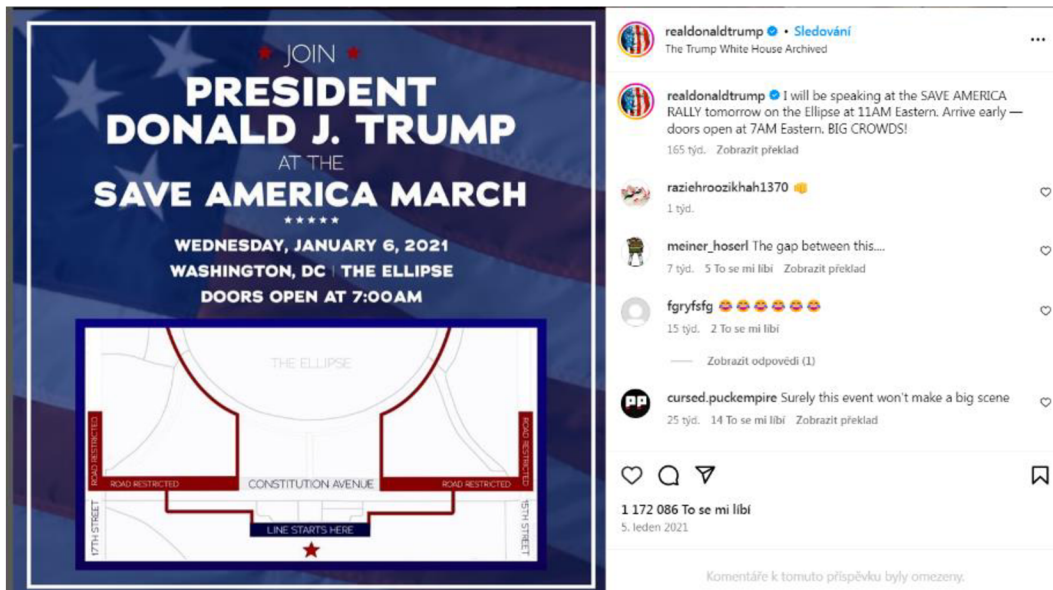 JOIN
PRESIDENT
DONALD J. TRUMP
AT THE
SAVE AMERICA MARCH
WEDNESDAY, JANUARY 6, 2021
WASHINGTON, DC | THE ELLIPSE
DOORS OPEN AT 7:00AM
THE ELLIPSE
ROAD RESTRICTED
ROAD RESTRICTED
ROAD RESTRICTED
CONSTITUTION AVENUE
ROAD RESTRICTED
17TH STREET
LINE STARTS HERE
15TH STREET
realdonaldtrump • Sledování
The Trump White House Archived
realdonaldtrump I will be speaking at the SAVE AMERICA
RALLY tomorrow on the Ellipse at 11AM Eastern. Arrive early —
doors open at 7AM Eastern. BIG CROWDS!
165 týd. Zobrazit překlad
raziehroozikhah1370 👊
1 týd.
meiner_hoserl The gap between this....
7 týd. 5 To se mi líbí Zobrazit překlad
fgryfsfg 😂😂😂😂😂😂
15 týd. 2 To se mi líbí
Zobrazit odpovědi (1)
cursed.puckempire Surely this event won't make a big scene
25 týd. 14 To se mi líbí Zobrazit překlad
1 172 086 To se mi líbí
5. leden 2021
Komentáře k tomuto příspěvku byly omezeny.